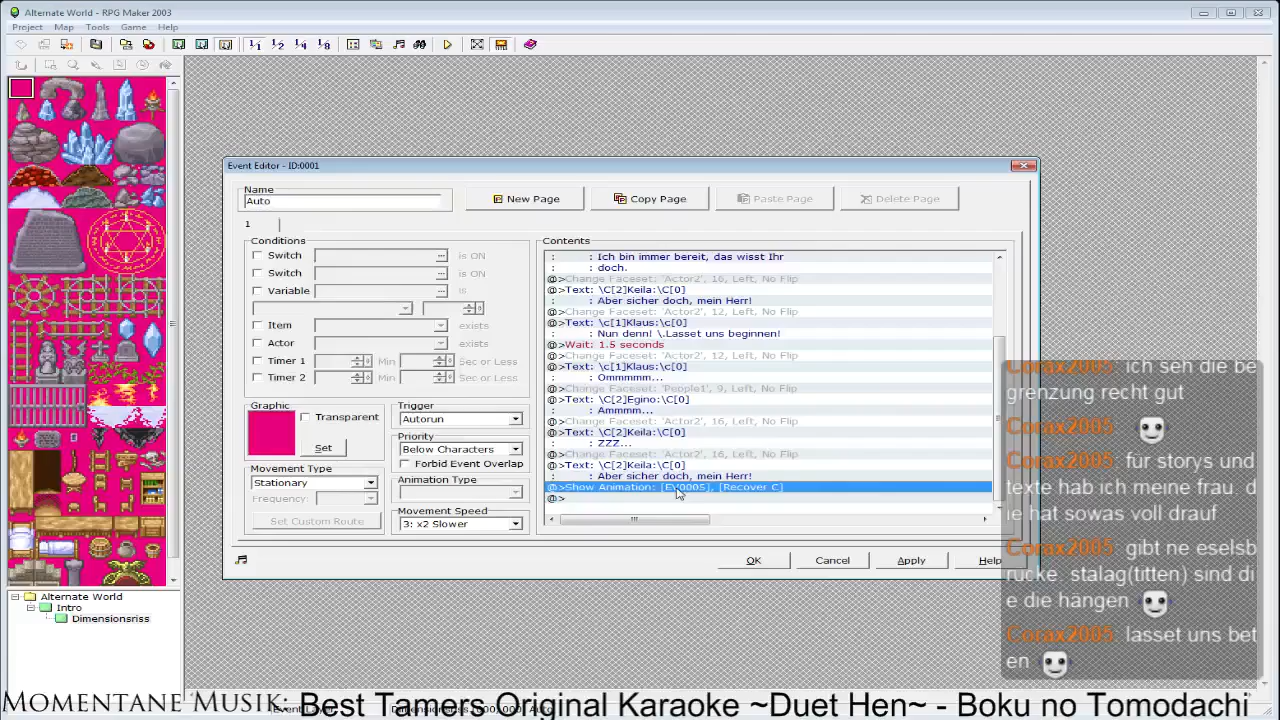 Alternate World - RPG Maker 2003
Project Map Tools Game Help
Event Editor - ID:0001
Name
Auto
New Page
Copy Page
Paste Page
Delete Page
1
Conditions
Switch ... is ON
Switch ... is ON
Variable ... is
Item exists
Actor exists
Timer 1 Min Sec or Less
Timer 2 Min Sec or Less
Graphic
Transparent
Set
Trigger
Autorun
Priority
Below Characters
Forbid Event Overlap
Movement Type
Stationary
Frequency:
Set Custom Route
Animation Type
Movement Speed
3: x2 Slower
Contents
: : Ich bin immer bereit, das wisst Ihr
: : doch.
@>Change Faceset: 'Actor2', 16, Left, No Flip
@>Text: \C[2]Keila:\C[0]
: : Aber sicher doch, mein Herr!
@>Change Faceset: 'Actor2', 12, Left, No Flip
@>Text: \c[1]Klaus:\c[0]
: : Nun denn! \.Lasset uns beginnen!
@>Wait: 1.5 seconds
@>Change Faceset: 'Actor2', 12, Left, No Flip
@>Text: \c[1]Klaus:\c[0]
: : Ommmmm...
@>Change Faceset: 'People1', 9, Left, No Flip
@>Text: \C[2]Egino:\C[0]
: : Ammmm...
@>Change Faceset: 'Actor2', 16, Left, No Flip
@>Text: \C[2]Keila:\C[0]
: : ZZZ...
@>Change Faceset: 'Actor2', 16, Left, No Flip
@>Text: \C[2]Keila:\C[0]
: : Aber sicher doch, mein Herr!
@>Show Animation: [EV0005], [Recover C]
@>
OK
Cancel
Apply
Help
Alternate World
Intro
Dimensionsriss
Corax2005: ich sen die be
grenzung recht gut
Corax2005:
Corax2005: für storys und
texte hab ich meine frau. d
ie hat sowas voll drauf
Corax2005: gibt ne eselsb
rücke stalag(titten) sind di
e die hängen
Corax2005: lasset uns bet
en
Momentane Musik: Best Tamers Original Karaoke ~Duet Hen~ - Boku no Tomodachi